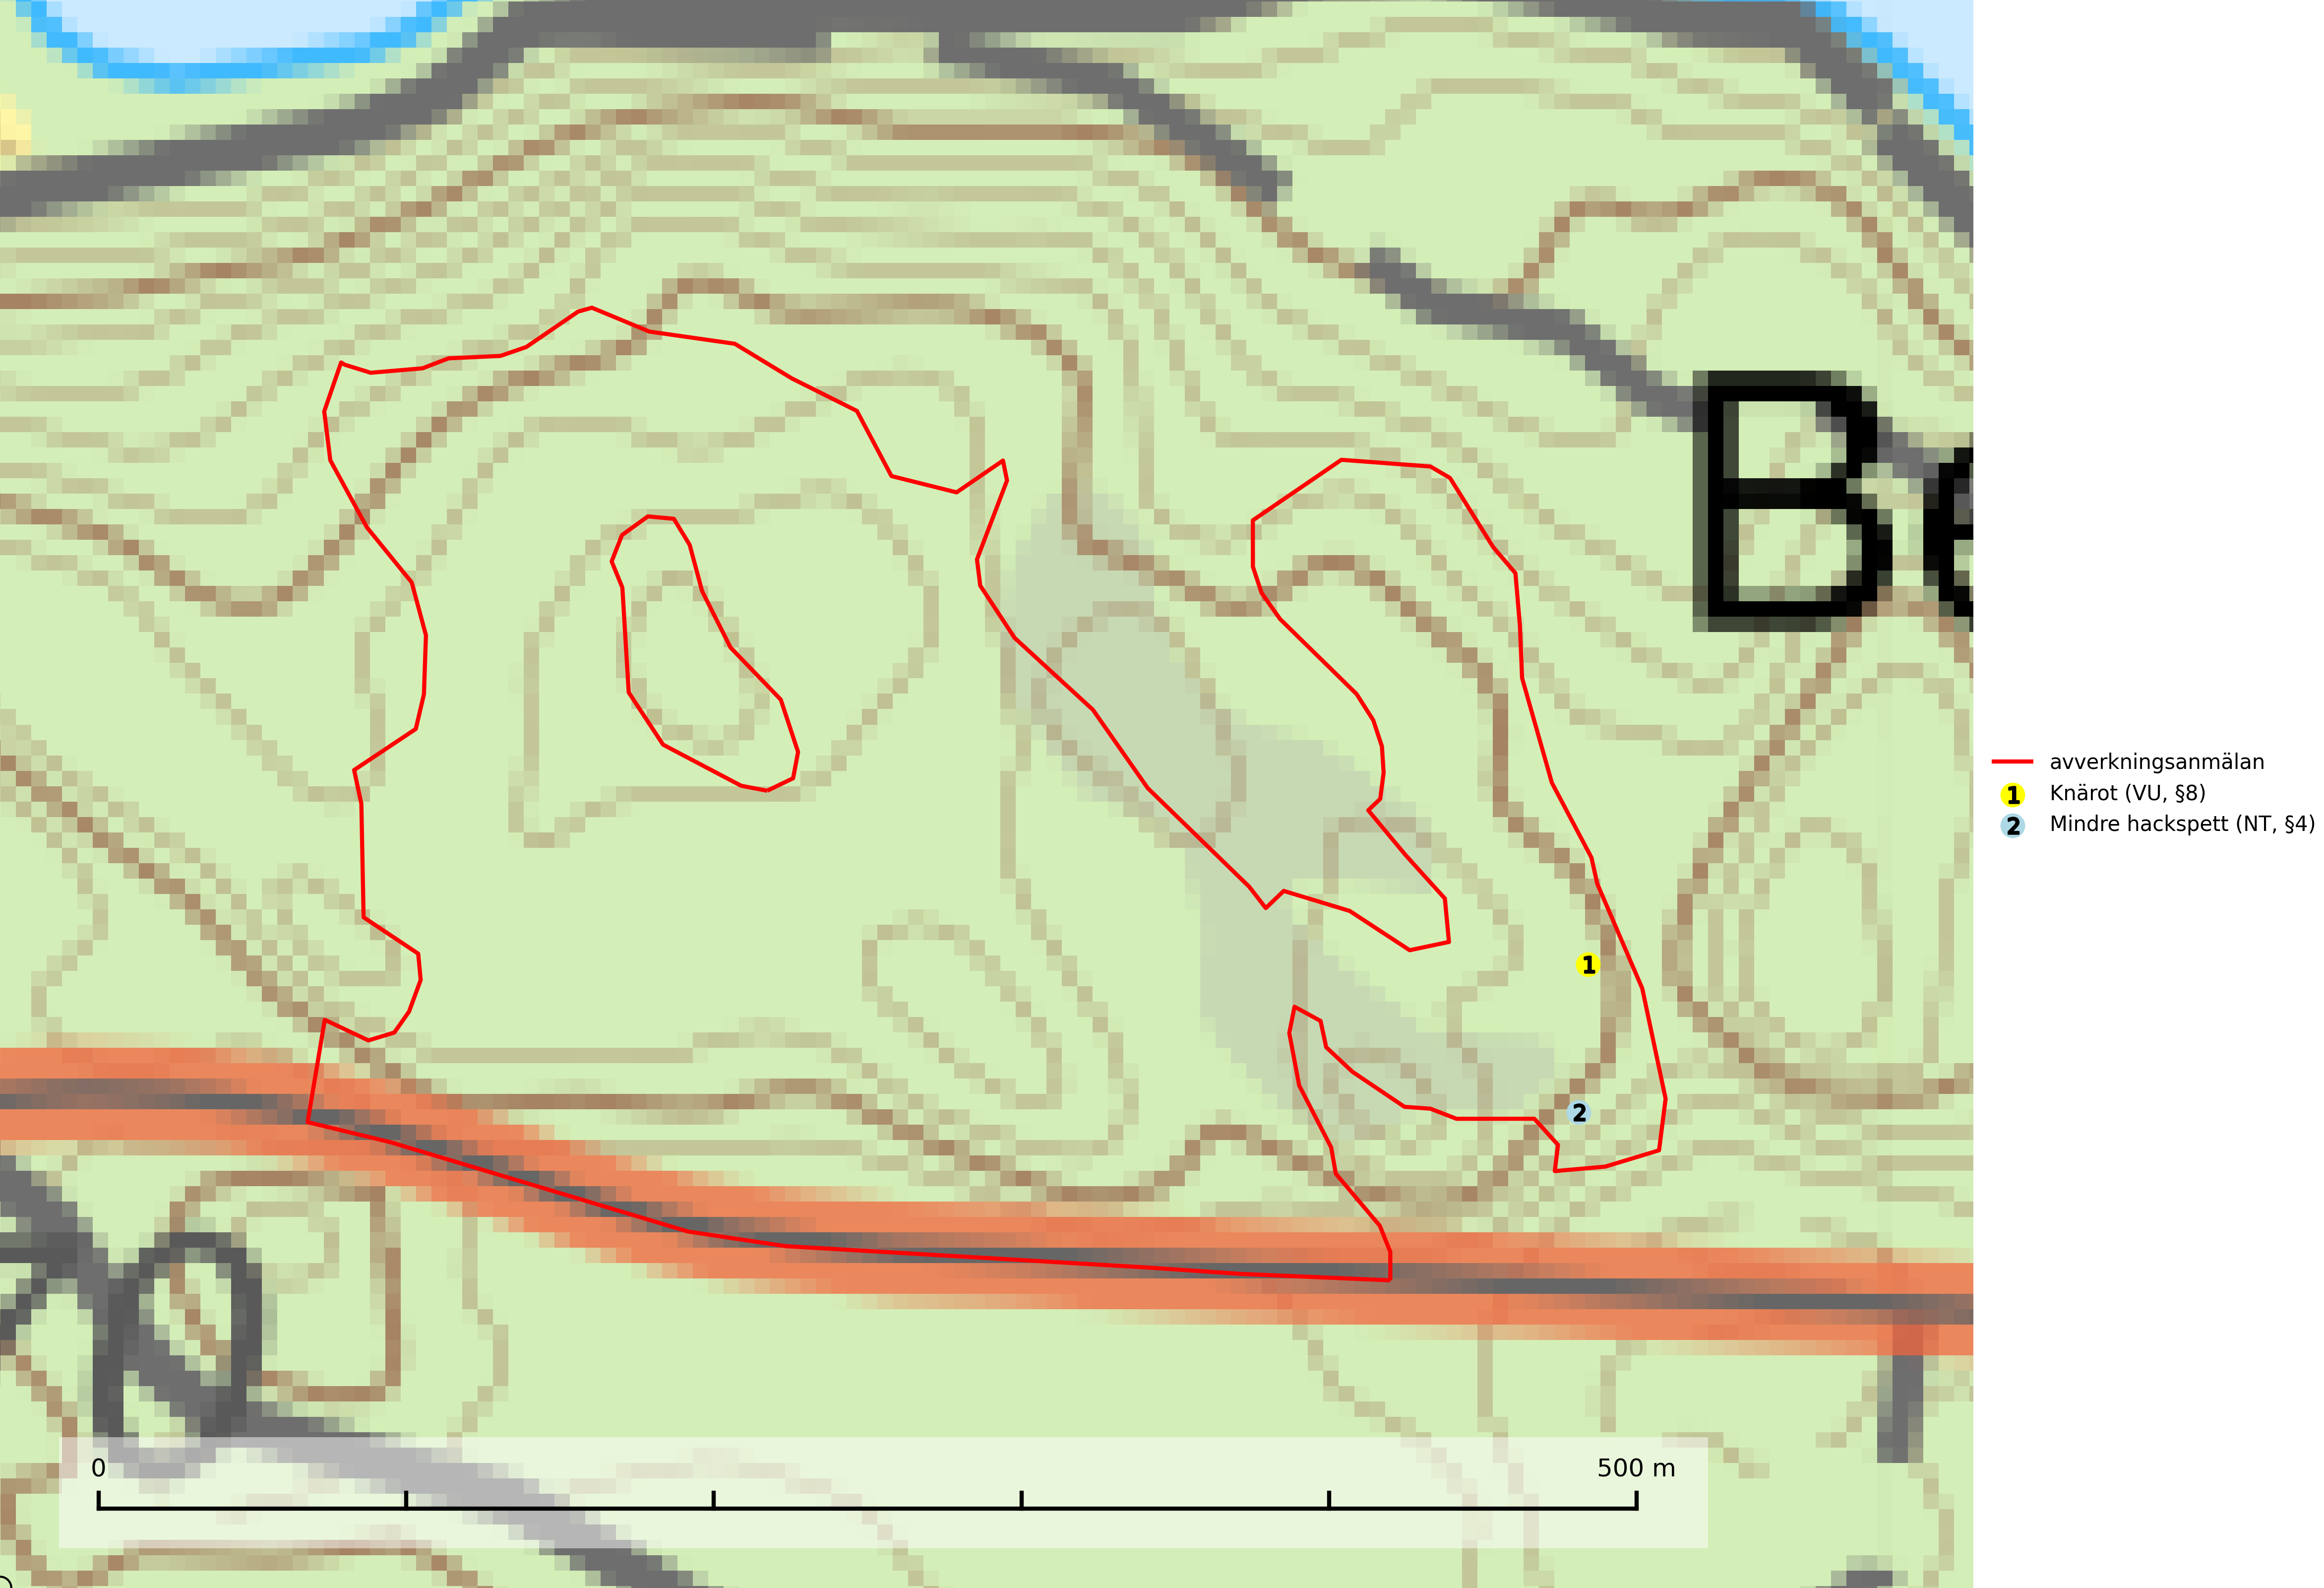 B
1
2
avverkningsanmälan
1 Knärot (VU, §8)
2 Mindre hackspett (NT, §4)
0
500 m